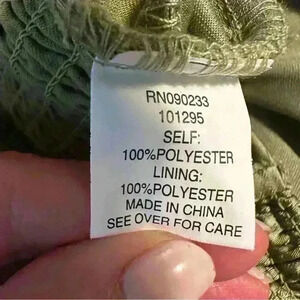 RN090233
101295
SELF:
100%POLYESTER
LINING:
100%POLYESTER
MADE IN CHINA
SEE OVER FOR CARE